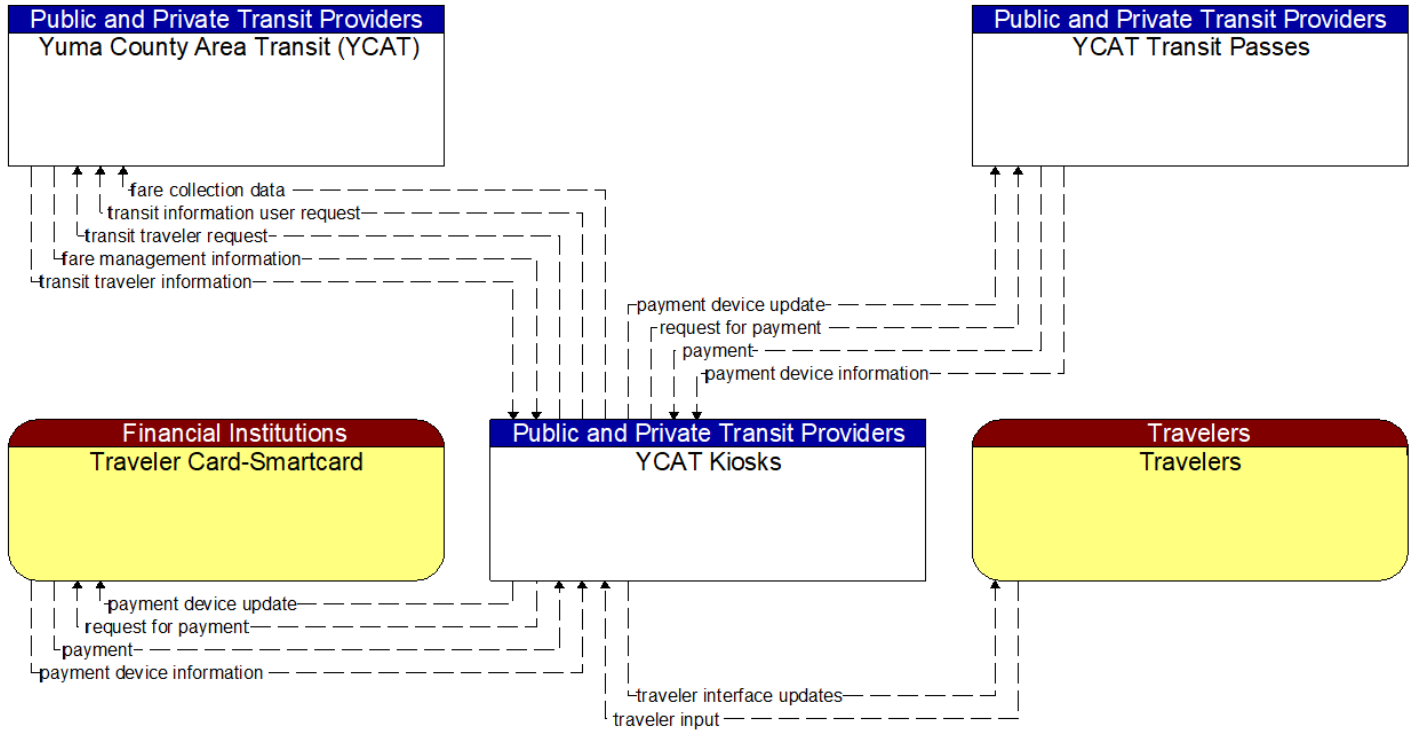 Public and Private Transit Providers
Yuma County Area Transit (YCAT)
Public and Private Transit Providers
YCAT Transit Passes
fare collection data
transit information user request
transit traveler request
fare management information
transit traveler information
payment device update
request for payment
payment
payment device information
Financial Institutions
Traveler Card-Smartcard
Public and Private Transit Providers
YCAT Kiosks
Travelers
Travelers
payment device update
request for payment
payment
payment device information
traveler interface updates
traveler input